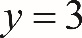 y = 3